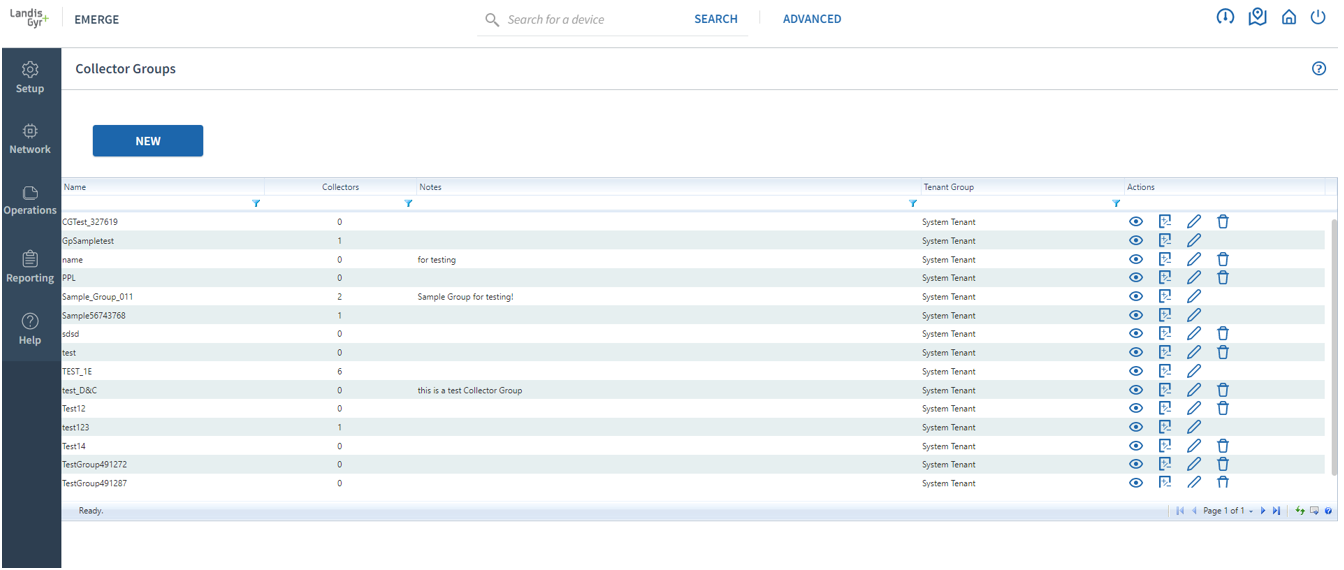 Landis
Gyr+
EMERGE
Search for a device
SEARCH
ADVANCED
Setup
Network
Operations
Reporting
Help
Collector Groups
NEW
Name Collectors Notes Tenant Group Actions
CGTest_327619 0 System Tenant
GpSampletest 1 System Tenant
name 0 for testing System Tenant
PPL 0 System Tenant
Sample_Group_011 2 Sample Group for testing! System Tenant
Sample56743768 1 System Tenant
sdsd 0 System Tenant
test 0 System Tenant
TEST_1E 6 System Tenant
test_D&C 0 this is a test Collector Group System Tenant
Test12 0 System Tenant
test123 1 System Tenant
Test14 0 System Tenant
TestGroup491272 0 System Tenant
TestGroup491287 0 System Tenant
Ready. Page 1 of 1